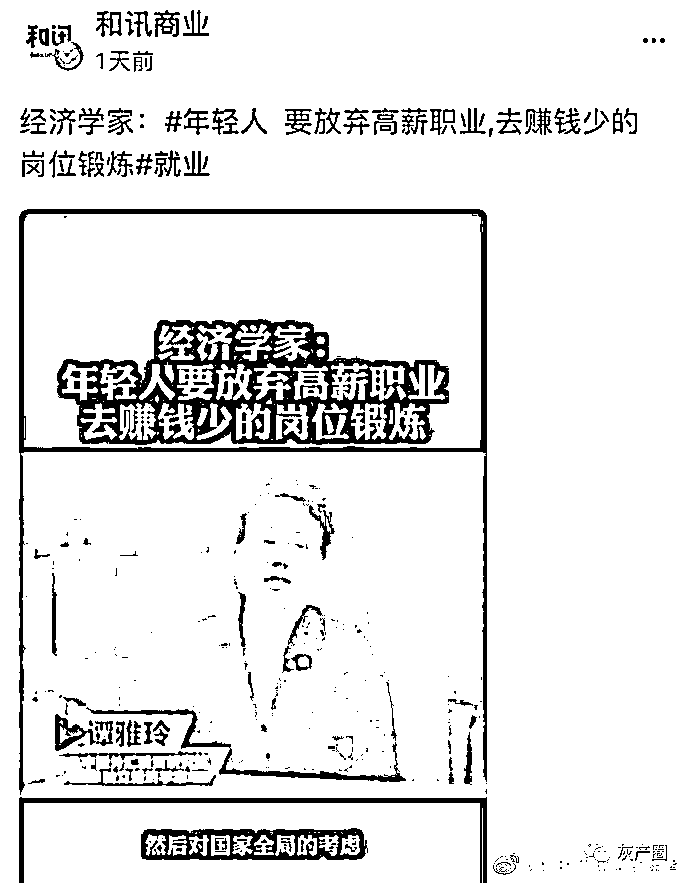 和讯
和讯商业
1天前
经济学家：#年轻人 要放弃高薪职业,去赚钱少的
岗位锻炼#就业
经济学家：
年轻人要放弃高薪职业
去赚钱少的岗位锻炼
谭雅玲
然后对国家全局的考虑
灰产圈